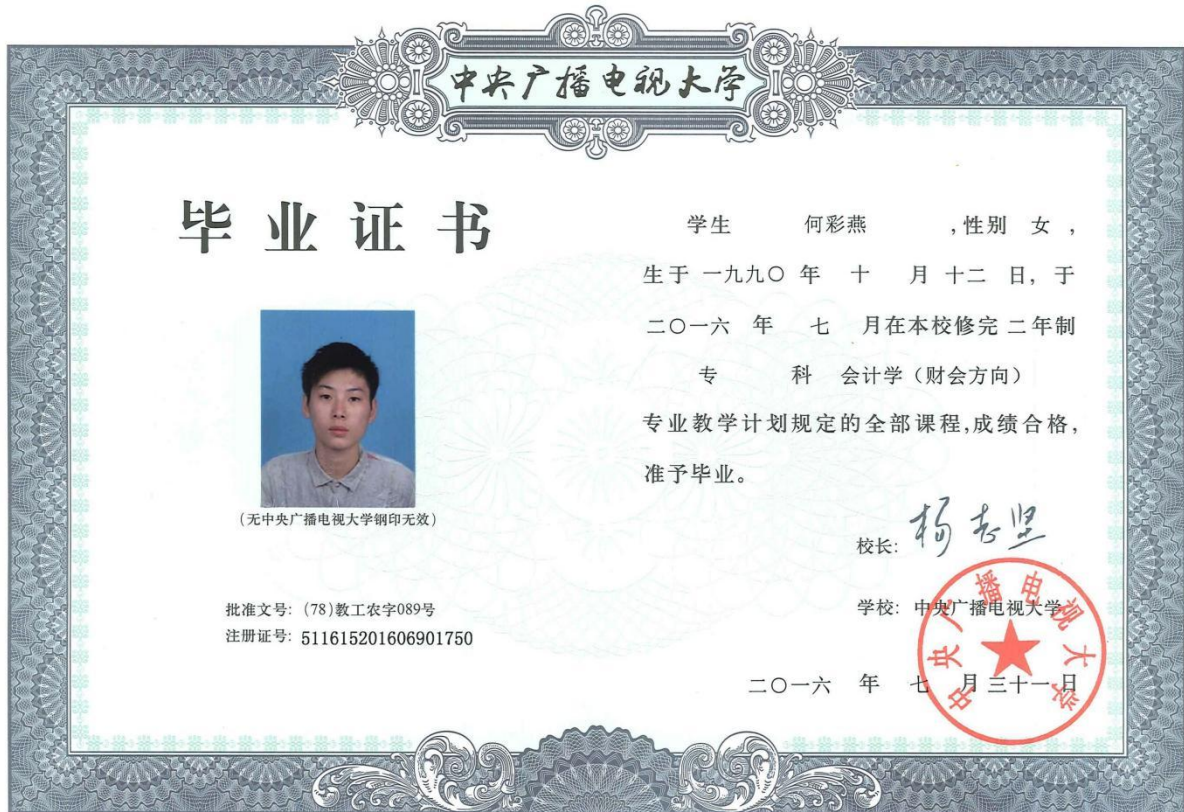 中央广播电视大学
毕业证书
学生 何彩燕 ,性别 女 ,
生于 一九九〇 年 十 月 十二 日, 于
二〇一六 年 七 月在本校修完 二年制
专 科 会计学（财会方向）
专业教学计划规定的全部课程,成绩合格,
准予毕业。
(无中央广播电视大学钢印无效)
校长: 杨志坚
批准文号: (78)教工农字089号
注册证号: 511615201606901750
学校: 中央广播电视大学
中央广播电视大学
二〇一六 年 七 月 三十一 日